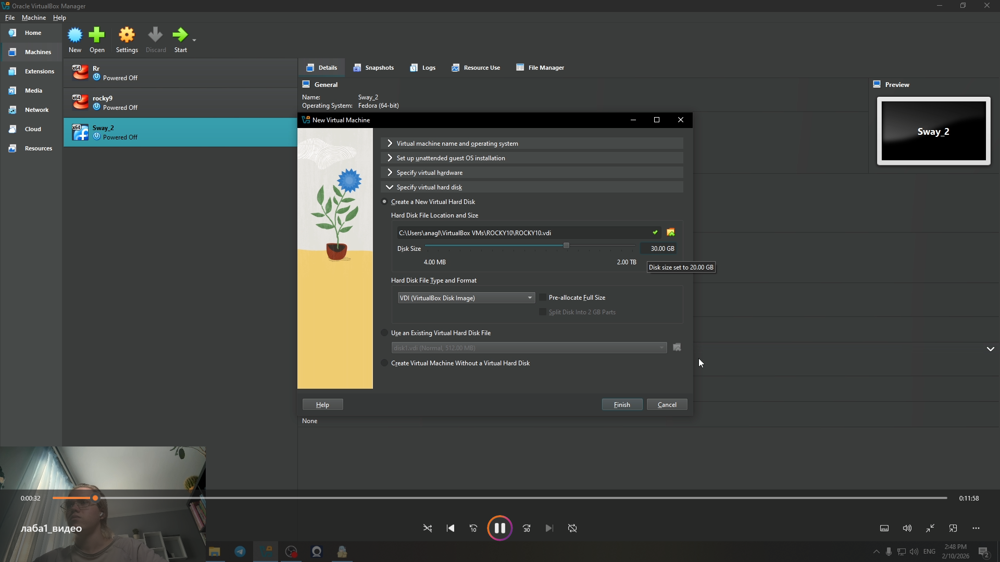 Oracle VirtualBox Manager
File Machine Help
Home
Machines
Extensions
Media
Network
Cloud
Resources
New Open Settings Discard Start
x64 Rr
Powered Off
x64 rocky9
Powered Off
x64 Sway_2
Powered Off
Details Snapshots Logs Resource Use File Manager
General
Name: Sway_2
Operating System: Fedora (64-bit)
Preview
Sway_2
New Virtual Machine
Virtual machine name and operating system
Set up unattended guest OS installation
Specify virtual hardware
Specify virtual hard disk
Create a New Virtual Hard Disk
Hard Disk File Location and Size
C:\Users\anagl\VirtualBox VMs\ROCKY10\ROCKY10.vdi
Disk Size 30.00 GB
4.00 MB 2.00 TB
Disk size set to 20.00 GB
Hard Disk File Type and Format
VDI (VirtualBox Disk Image) Pre-allocate Full Size
Split Disk Into 2 GB Parts
Use an Existing Virtual Hard Disk File
disk1.vdi (Normal, 512.00 MB)
Create Virtual Machine Without a Virtual Hard Disk
Help Finish Cancel
None
0:00:32 0:11:58
лаба1_видео
10 30
ENG 2:48 PM
2/10/2026
2